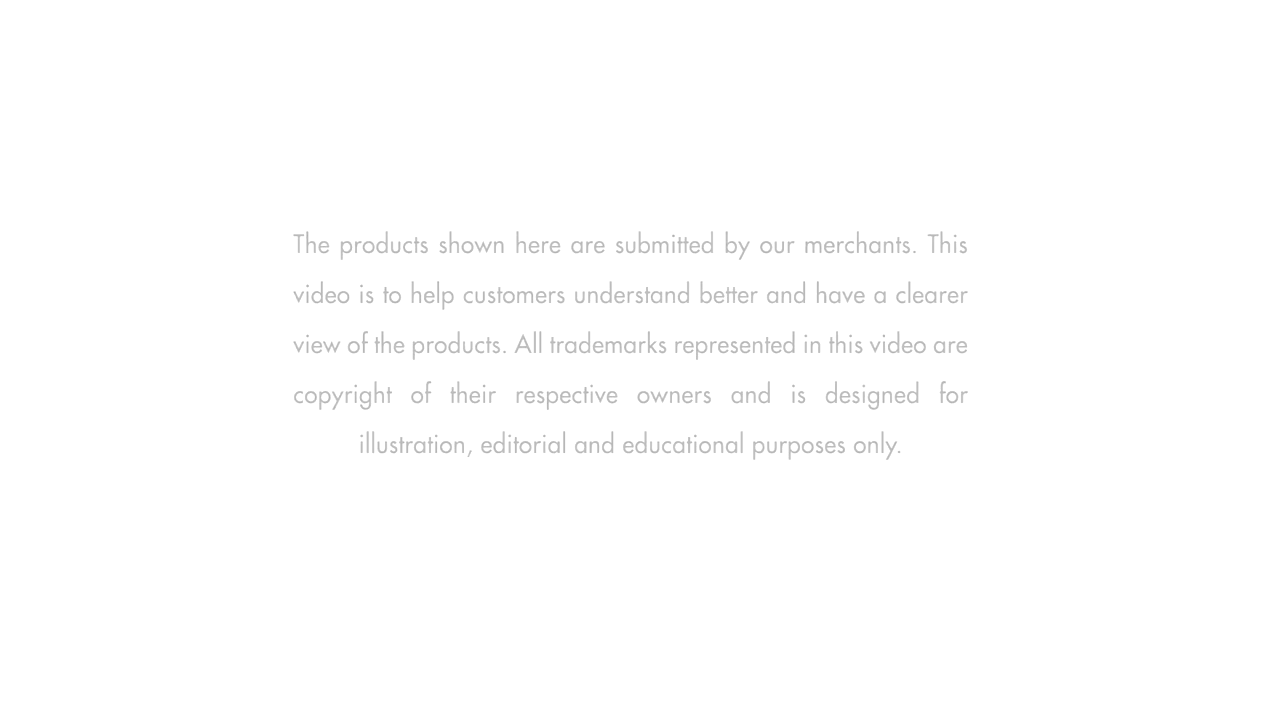 The products shown here are submitted by our merchants. This
video is to help customers understand better and have a clearer
view of the products. All trademarks represented in this video are
copyright of their respective owners and is designed for
illustration, editorial and educational purposes only.